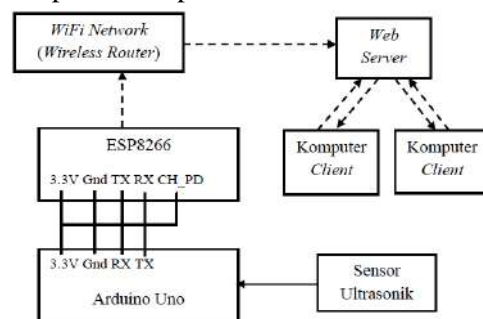 WiFi Network
(Wireless Router)
Web
Server
ESP8266
3.3V Gnd TX RX CH_PD
Komputer
Client
Komputer
Client
3.3V Gnd RX TX
Arduino Uno
Sensor
Ultrasonik